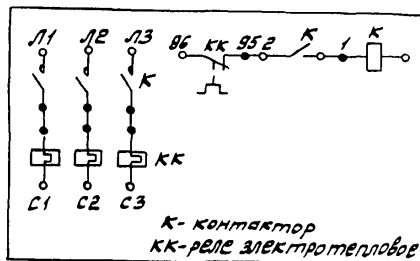 Л1 Л2 Л3
96 КК 95 2 К 1 К
К
КК
С1 С2 С3
К- контактор
КК-реле электротепловое